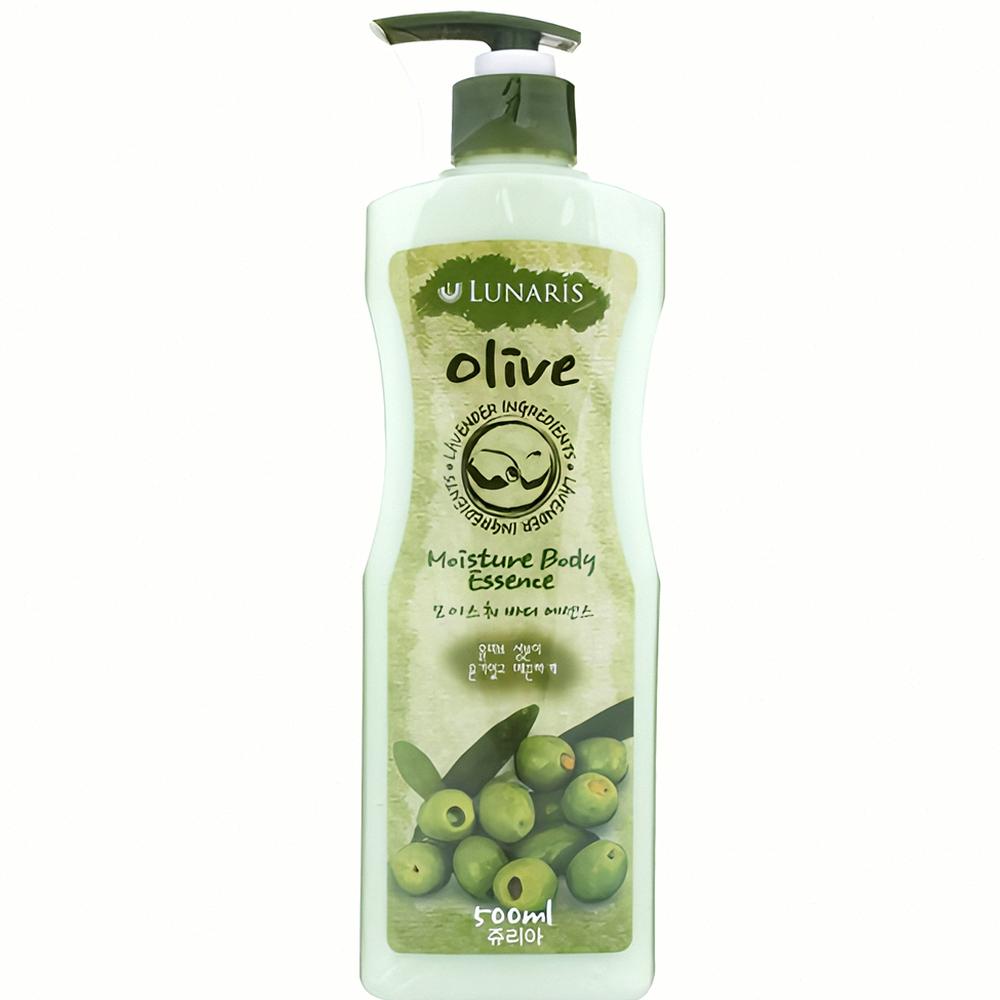 LUNARIS
olive
LAVENDER INGREDIENTS • LAVENDER INGREDIENTS •
Moisture Body
Essence
모이스춰 바디 에센스
500ml
쥬리아